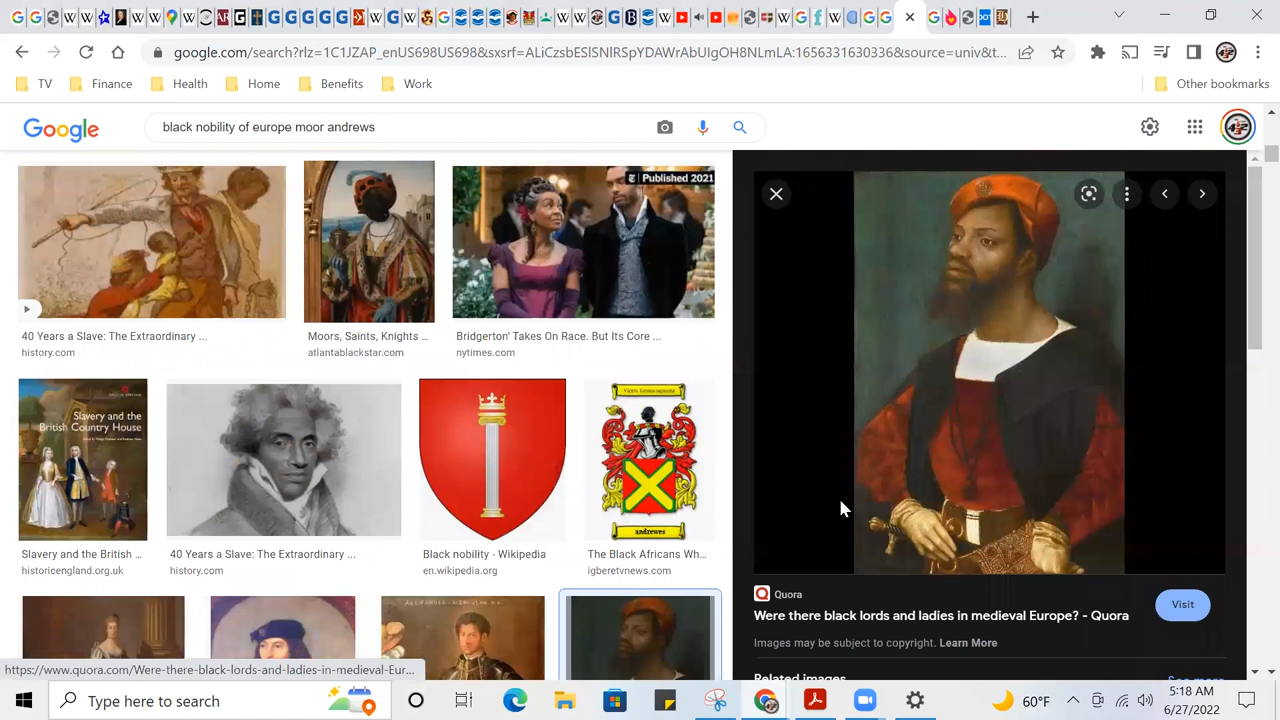 google.com/search?rlz=1C1JZAP_enUS698US698&sxsrf=ALiCzsbESlSNlRSpYDAWrAbUIgOH8NLmLA:1656331630336&source=univ&t...
TV
Finance
Health
Home
Benefits
Work
Other bookmarks
Google
black nobility of europe moor andrews
Published 2021
40 Years a Slave: The Extraordinary ...
history.com
Moors, Saints, Knights ...
atlantablackstar.com
Bridgerton' Takes On Race. But Its Core ...
nytimes.com
Slavery and the
British Country
House
Slavery and the British ...
historicengland.org.uk
40 Years a Slave: The Extraordinary ...
history.com
Black nobility - Wikipedia
en.wikipedia.org
andrewes
The Black Africans Wh...
igberetvnews.com
Quora
Were there black lords and ladies in medieval Europe? - Quora
Visit
Images may be subject to copyright. Learn More
Related images
See more
https://www.quora.com/Were-there-black-lords-and-ladies-in-medieval-Eur...
Type here to search
60°F
5:18 AM
6/27/2022